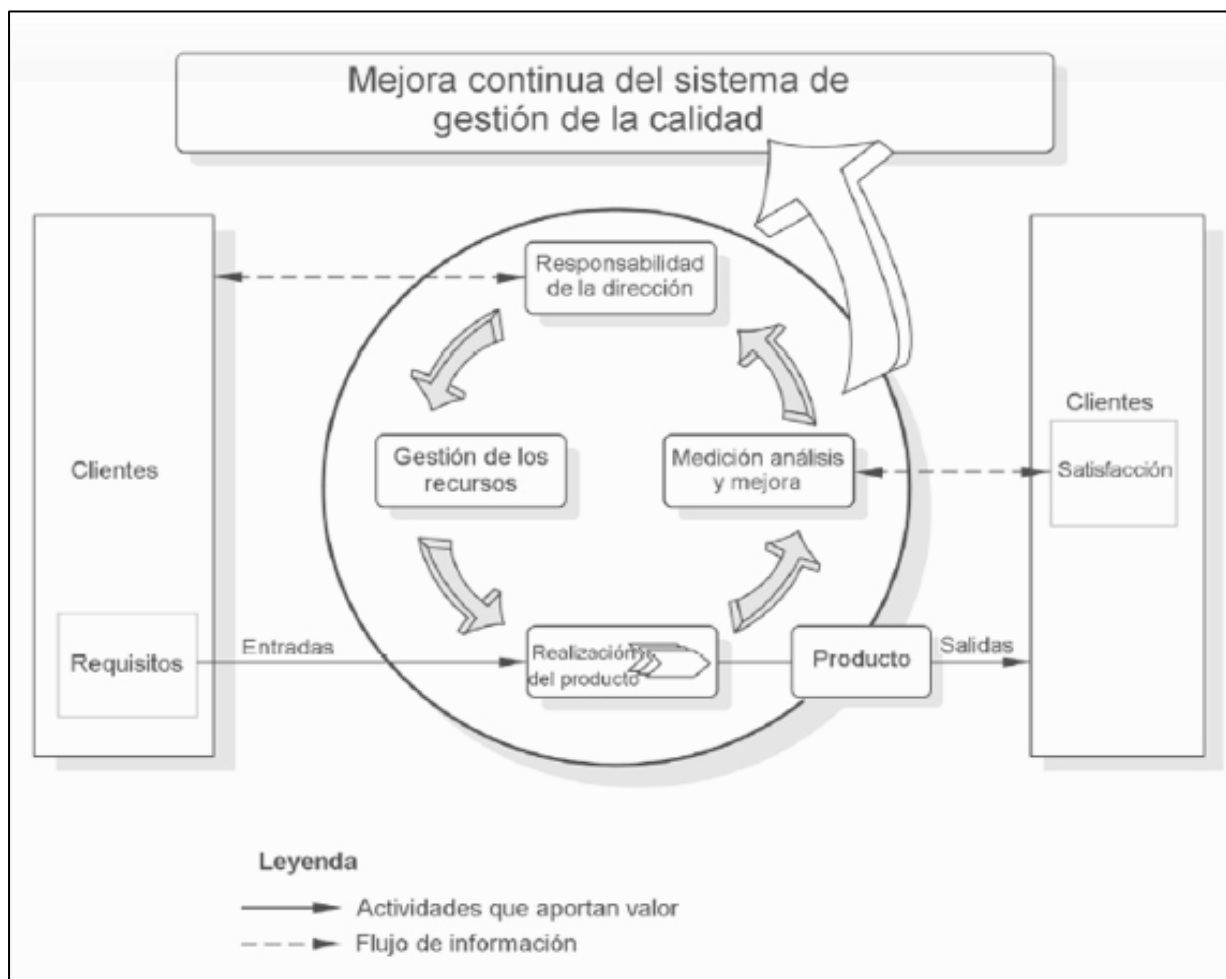 Mejora continua del sistema de
gestión de la calidad
Responsabilidad
de la dirección
Clientes
Gestión de los
recursos
Medición análisis
y mejora
Clientes
Satisfacción
Requisitos
Entradas
Realización
del producto
Producto
Salidas
Leyenda
Actividades que aportan valor
Flujo de información